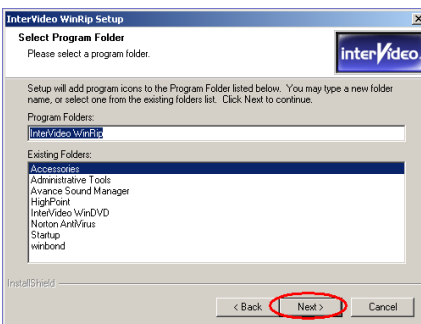 InterVideo WinRip Setup
Select Program Folder
Please select a program folder.
interVideo.
Setup will add program icons to the Program Folder listed below. You may type a new folder
name, or select one from the existing folders list. Click Next to continue.
Program Folders:
InterVideo WinRip
Existing Folders:
Accessories
Administrative Tools
Avance Sound Manager
HighPoint
InterVideo WinDVD
Norton AntiVirus
Startup
winbond
InstallShield
< Back
Next >
Cancel